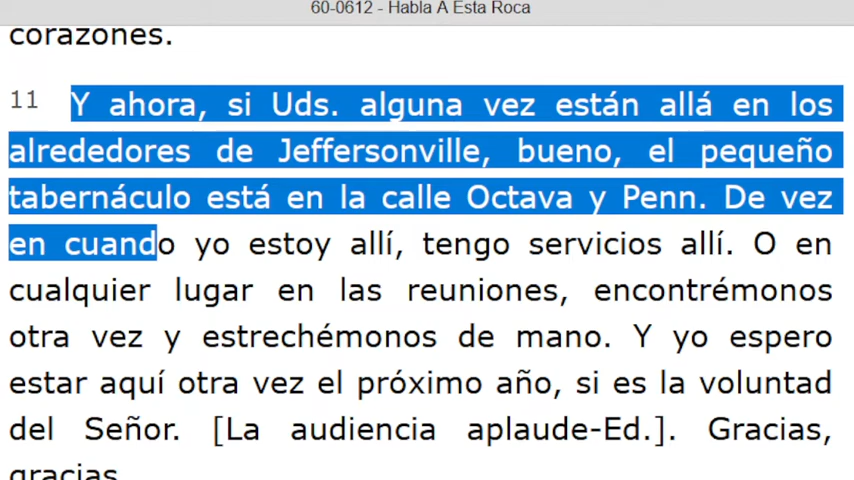 60-0612 - Habla A Esta Roca
corazones.
11 Y ahora, si Uds. alguna vez están allá en los
alrededores de Jeffersonville, bueno, el pequeño
tabernáculo está en la calle Octava y Penn. De vez
en cuando yo estoy allí, tengo servicios allí. O en
cualquier lugar en las reuniones, encontrémonos
otra vez y estrechémonos de mano. Y yo espero
estar aquí otra vez el próximo año, si es la voluntad
del Señor. [La audiencia aplaude-Ed.]. Gracias,
gracias.